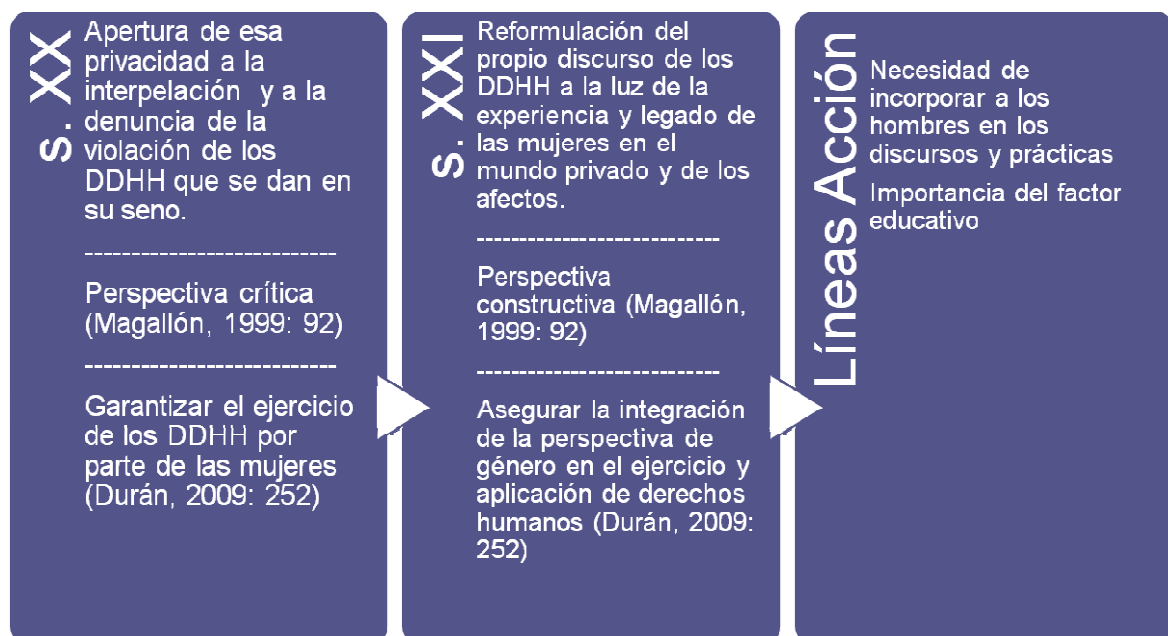 S. XX
Apertura de esa
privacidad a la
interpelación y a la
denuncia de la
violación de los
DDHH que se dan en
su seno.
---------------------------
Perspectiva crítica
(Magallón, 1999: 92)
---------------------------
Garantizar el ejercicio
de los DDHH por
parte de las mujeres
(Durán, 2009: 252)
S. XXI
Reformulación del
propio discurso de los
DDHH a la luz de la
experiencia y legado de
las mujeres en el
mundo privado y de los
afectos.
----------------------------
Perspectiva
constructiva (Magallón,
1999: 92)
----------------------------
Asegurar la integración
de la perspectiva de
género en el ejercicio y
aplicación de derechos
humanos (Durán, 2009:
252)
Líneas Acción
Necesidad de
incorporar a los
hombres en los
discursos y prácticas
Importancia del factor
educativo